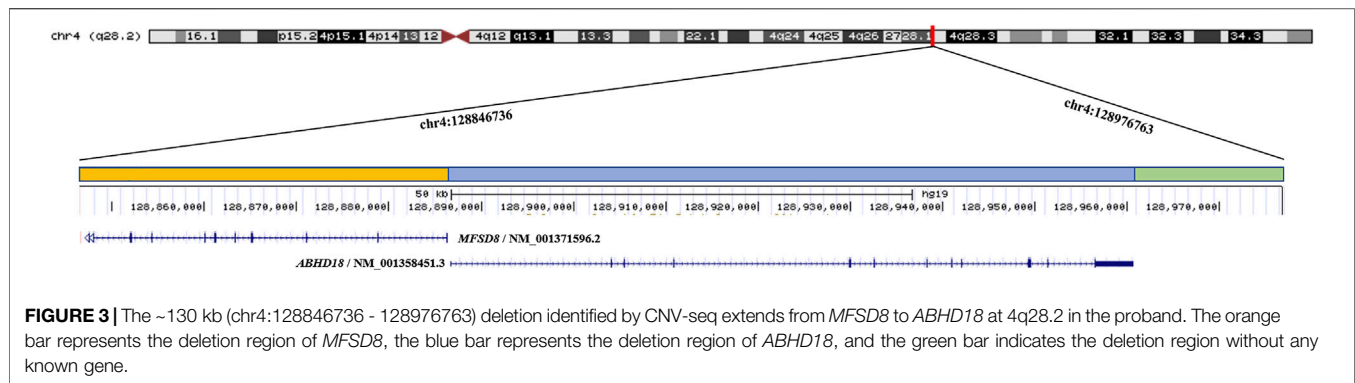 chr4 (q28.2) 16.1 p15.2 4p15.1 4p14 13 12 4q12 q13.1 13.3 22.1 4q24 4q25 4q26 27 28.1 4q28.3 32.1 32.3 34.3
chr4:128846736 chr4:128976763
50 kb hg19
128,860,000 128,870,000 128,880,000 128,890,000 128,900,000 128,910,000 128,920,000 128,930,000 128,940,000 128,950,000 128,960,000 128,970,000
MFSD8 / NM_001371596.2
ABHD18 / NM_001358451.3
FIGURE 3 | The ~130 kb (chr4:128846736 - 128976763) deletion identified by CNV-seq extends from MFSD8 to ABHD18 at 4q28.2 in the proband. The orange
bar represents the deletion region of MFSD8, the blue bar represents the deletion region of ABHD18, and the green bar indicates the deletion region without any
known gene.